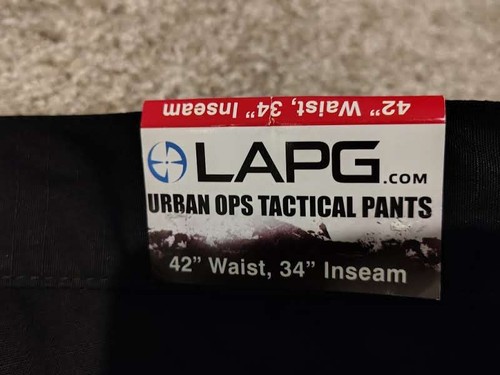 42” Waist, 34” Inseam
LAPG.COM
URBAN OPS TACTICAL PANTS
42” Waist, 34” Inseam